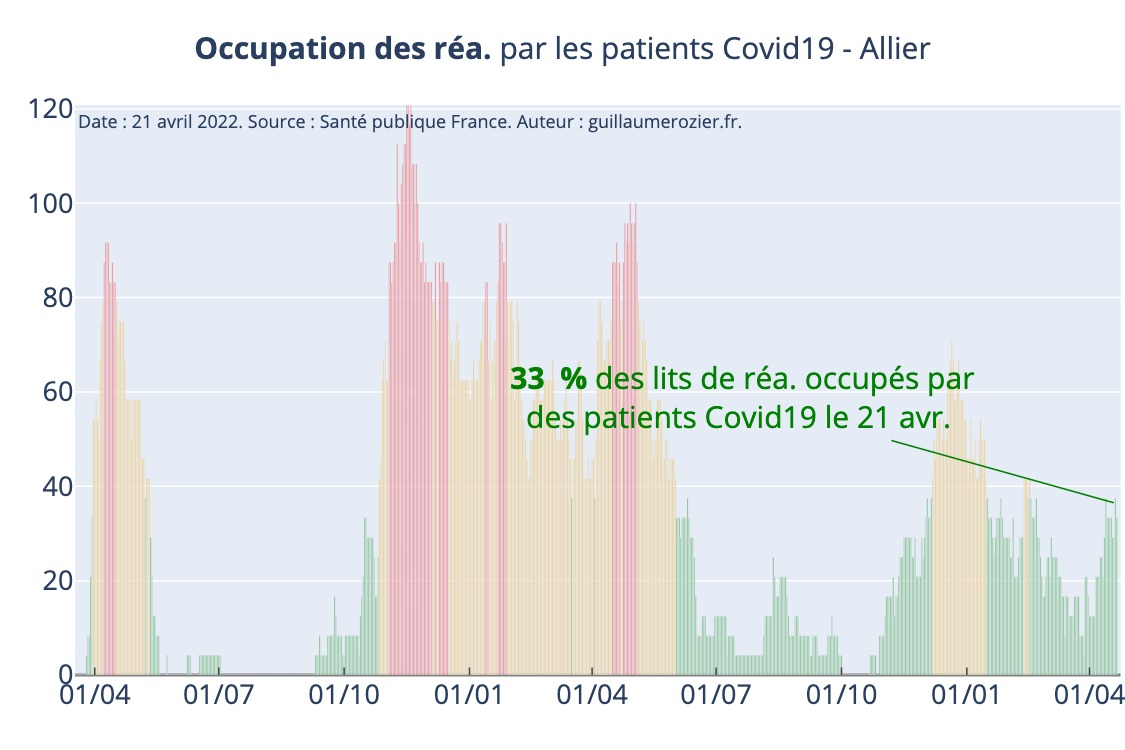 Occupation des réa. par les patients Covid19 - Allier
120
Date : 21 avril 2022. Source : Santé publique France. Auteur : guillaumerozier.fr.
100
80
60
33 % des lits de réa. occupés par
des patients Covid19 le 21 avr.
40
20
0
01/04 01/07 01/10 01/01 01/04 01/07 01/10 01/01 01/04